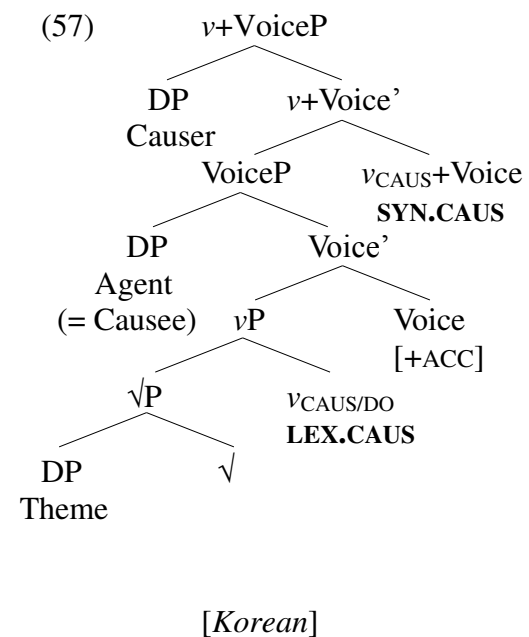 (57) v+VoiceP
DP v+Voice’
Causer
VoiceP vCAUS+Voice
SYN.CAUS
DP Voice’
Agent
(= Causee) vP Voice
[+ACC]
√P vCAUS/DO
LEX.CAUS
DP √
Theme
[Korean]